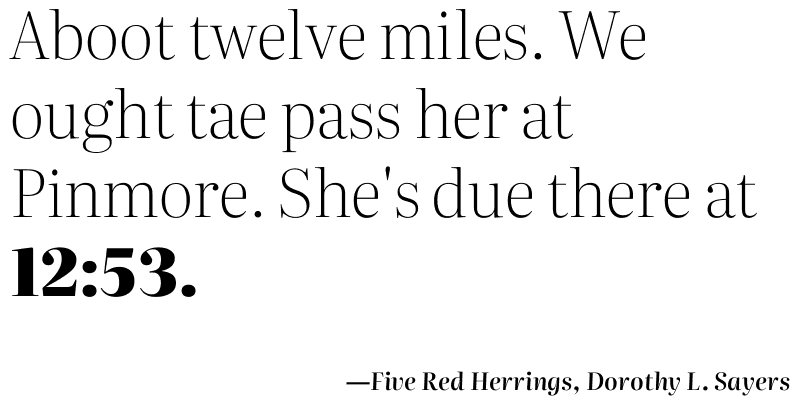 Aboot twelve miles. We
ought tae pass her at
Pinmore. She's due there at
12:53.
—Five Red Herrings, Dorothy L. Sayers